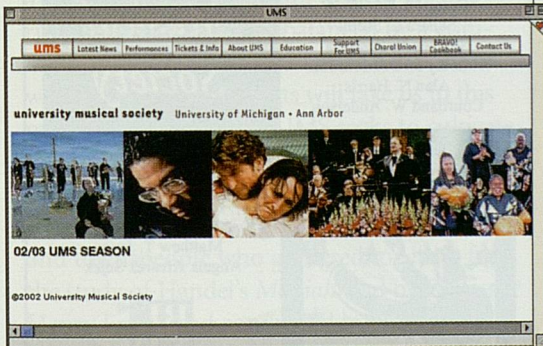 UMS
ums Latest News Performances Tickets & Info About UMS Education Support For UMS Choral Union BRAVO! Cookbook Contact Us
university musical society University of Michigan • Ann Arbor
02/03 UMS SEASON
©2002 University Musical Society